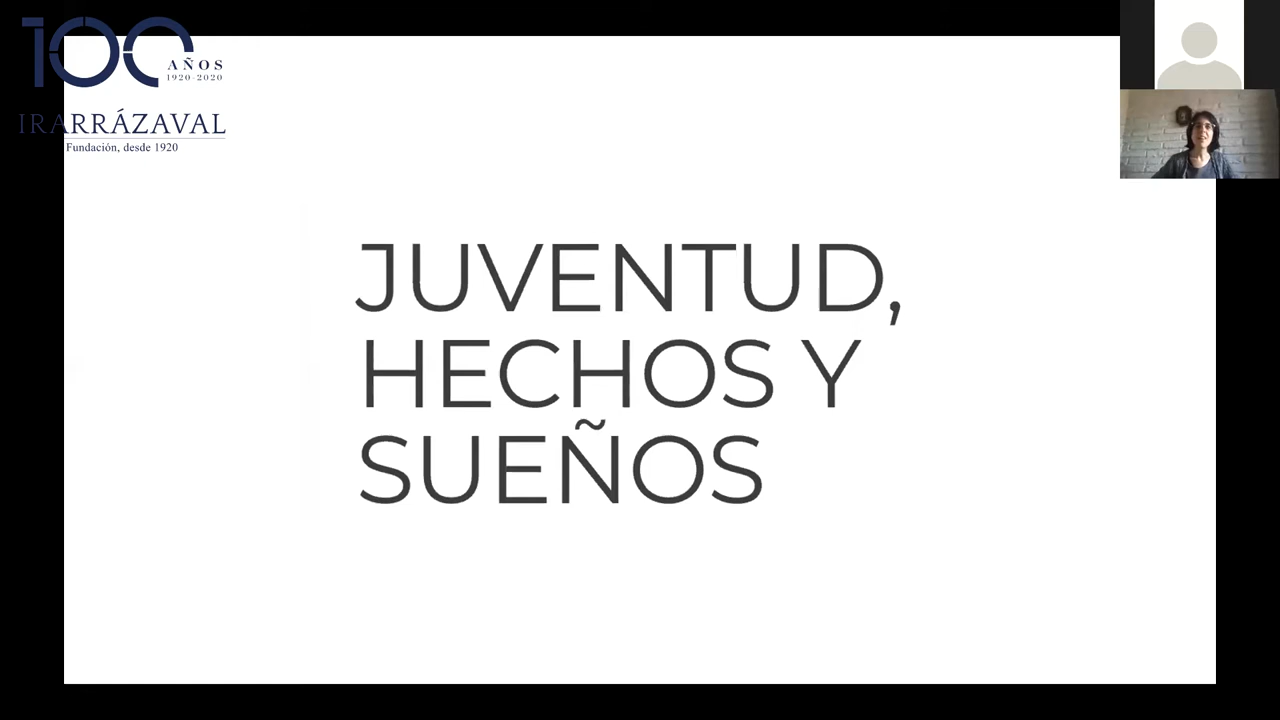 100
AÑOS
1920-2020
IRARRÁZAVAL
Fundación, desde 1920
JUVENTUD,
HECHOS Y
SUEÑOS